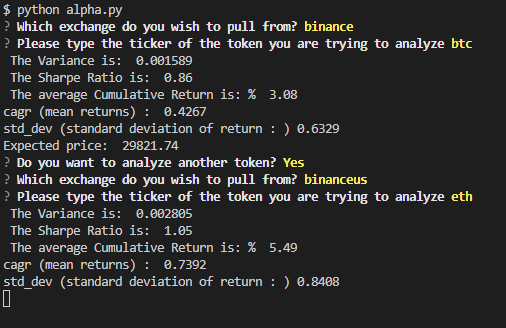 $ python alpha.py
? Which exchange do you wish to pull from? binance
? Please type the ticker of the token you are trying to analyze btc
The Variance is:  0.001589
The Sharpe Ratio is:  0.86
The average Cumulative Return is: %  3.08
cagr (mean returns) :  0.4267
std_dev (standard deviation of return : ) 0.6329
Expected price:  29821.74
? Do you want to analyze another token? Yes
? Which exchange do you wish to pull from? binanceus
? Please type the ticker of the token you are trying to analyze eth
The Variance is:  0.002805
The Sharpe Ratio is:  1.05
The average Cumulative Return is: %  5.49
cagr (mean returns) :  0.7392
std_dev (standard deviation of return : ) 0.8408